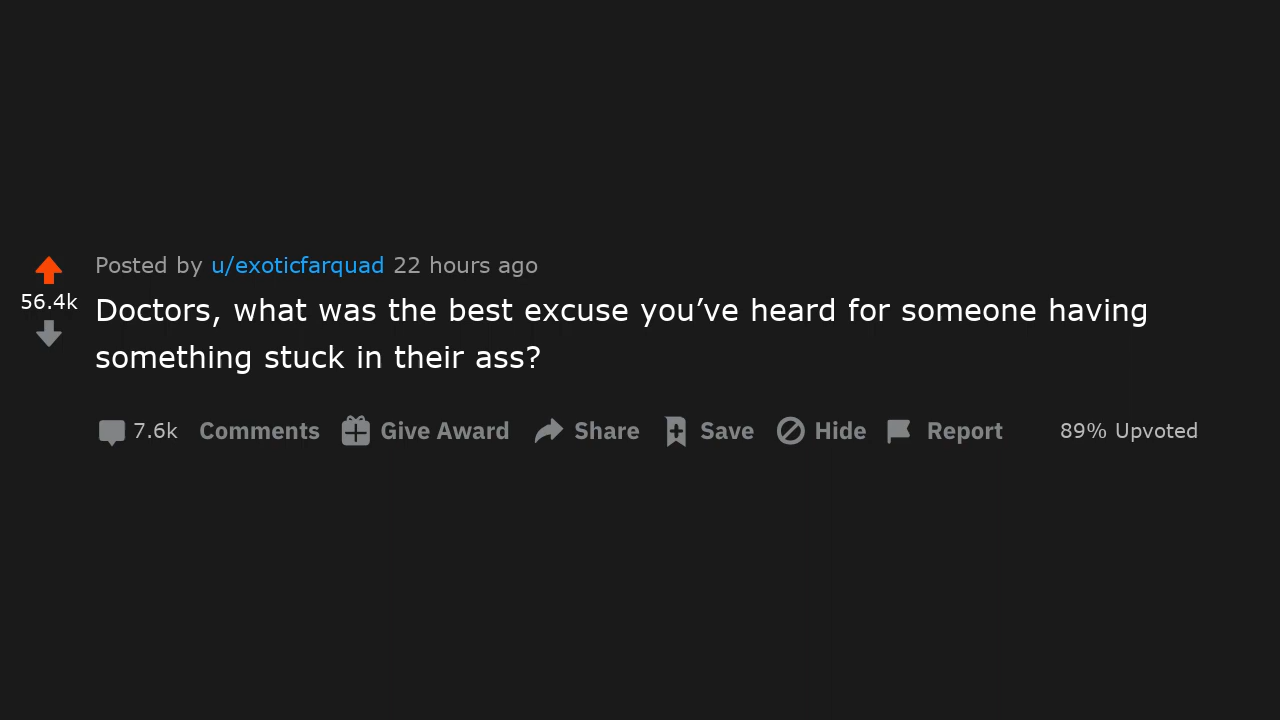 Posted by u/exoticfarquad 22 hours ago
56.4k
Doctors, what was the best excuse you’ve heard for someone having
something stuck in their ass?
7.6k Comments Give Award Share Save Hide Report 89% Upvoted